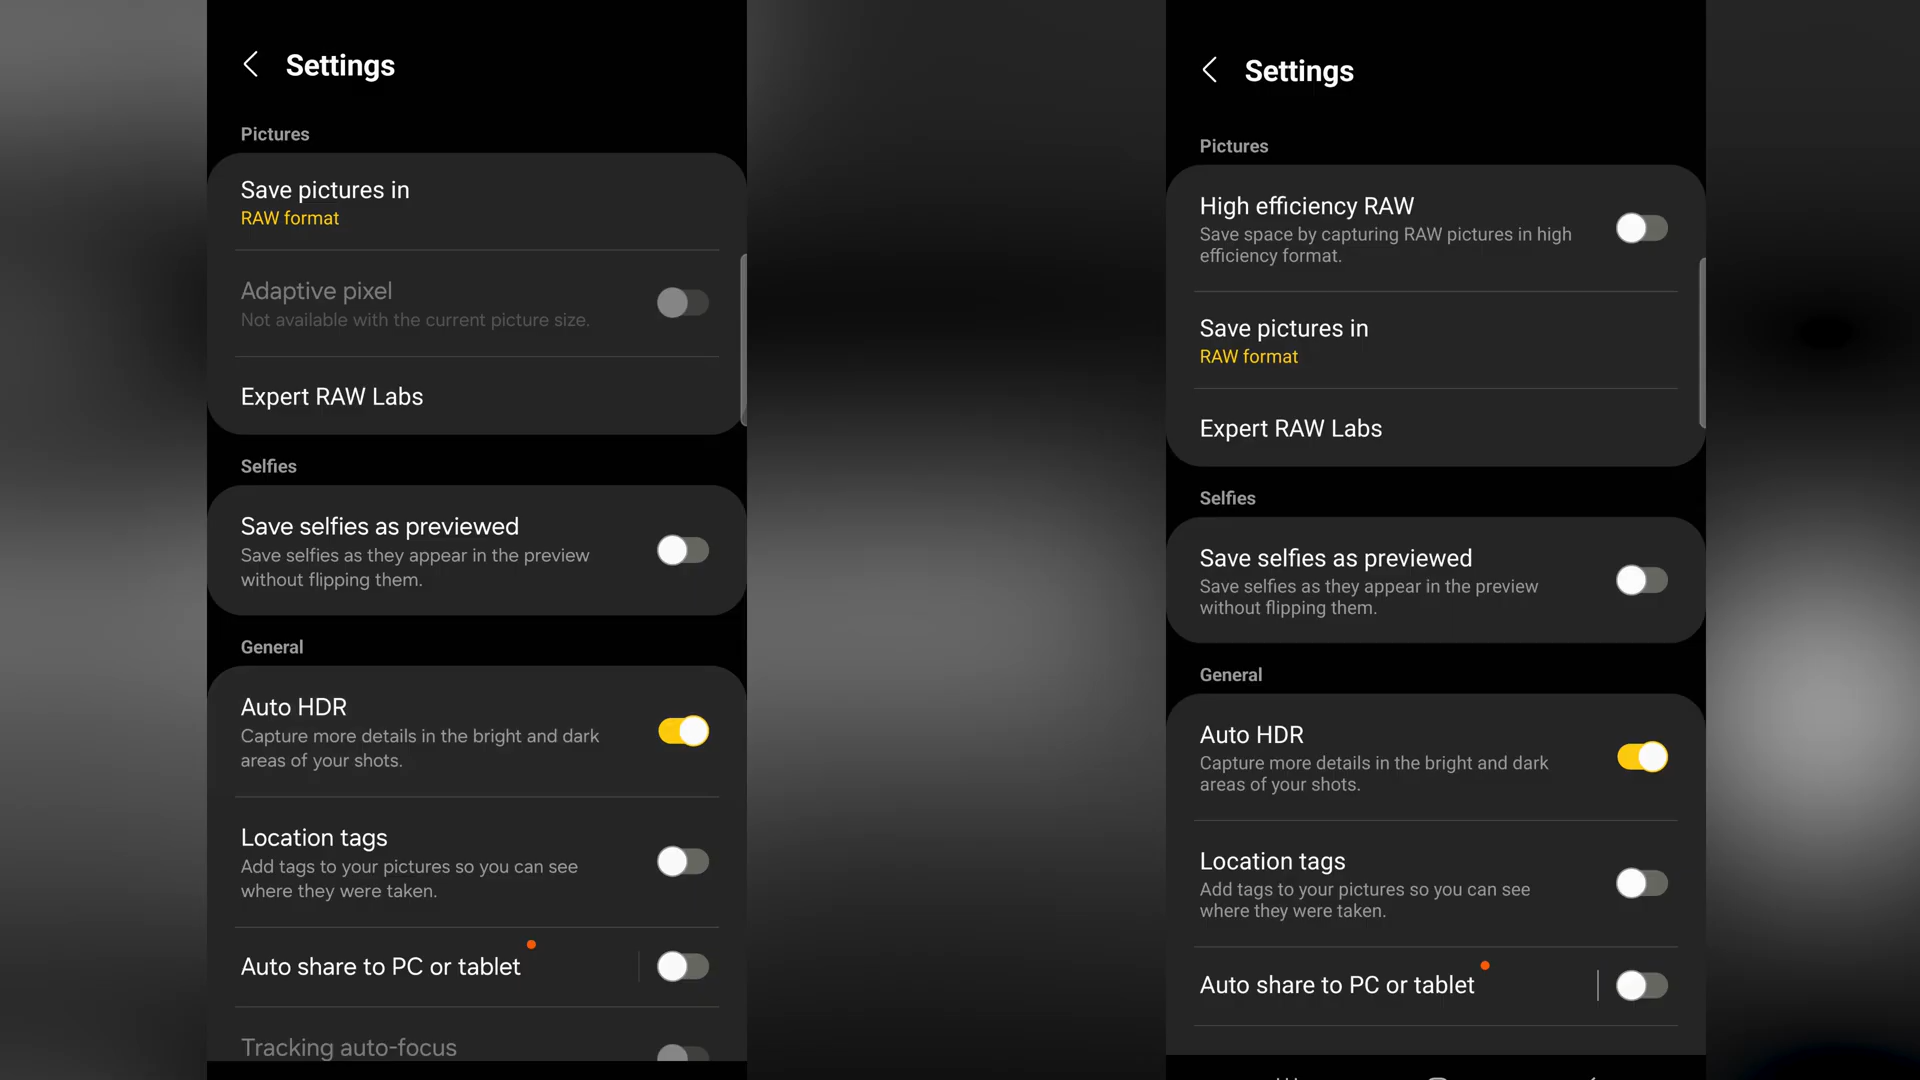 Settings
Pictures
Save pictures in
RAW format
Adaptive pixel
Not available with the current picture size.
Expert RAW Labs
Selfies
Save selfies as previewed
Save selfies as they appear in the preview
without flipping them.
General
Auto HDR
Capture more details in the bright and dark
areas of your shots.
Location tags
Add tags to your pictures so you can see
where they were taken.
Auto share to PC or tablet
Tracking auto-focus
Settings
Pictures
High efficiency RAW
Save space by capturing RAW pictures in high
efficiency format.
Save pictures in
RAW format
Expert RAW Labs
Selfies
Save selfies as previewed
Save selfies as they appear in the preview
without flipping them.
General
Auto HDR
Capture more details in the bright and dark
areas of your shots.
Location tags
Add tags to your pictures so you can see
where they were taken.
Auto share to PC or tablet